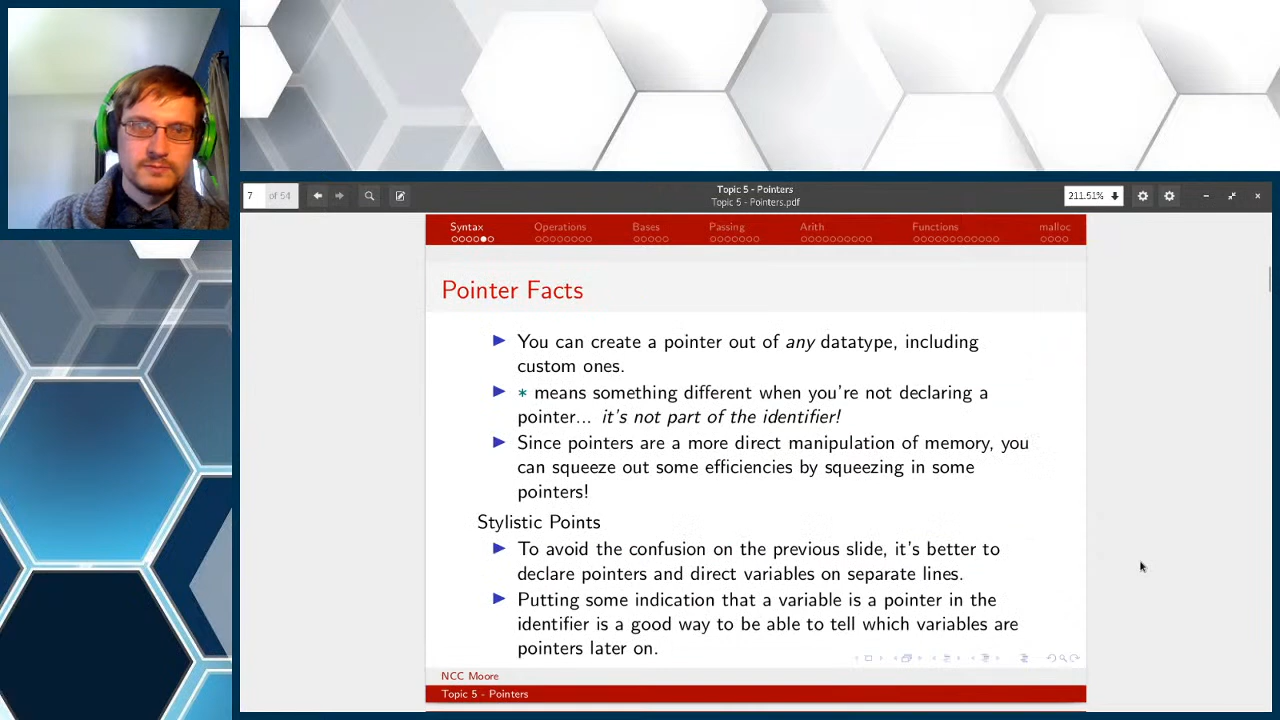 7 of 54
Topic 5 - Pointers
Topic 5 - Pointers.pdf
211.51%
Syntax Operations Bases Passing Arith Functions malloc
Pointer Facts
You can create a pointer out of any datatype, including
custom ones.
* means something different when you're not declaring a
pointer... it's not part of the identifier!
Since pointers are a more direct manipulation of memory, you
can squeeze out some efficiencies by squeezing in some
pointers!
Stylistic Points
To avoid the confusion on the previous slide, it's better to
declare pointers and direct variables on separate lines.
Putting some indication that a variable is a pointer in the
identifier is a good way to be able to tell which variables are
pointers later on.
NCC Moore
Topic 5 - Pointers